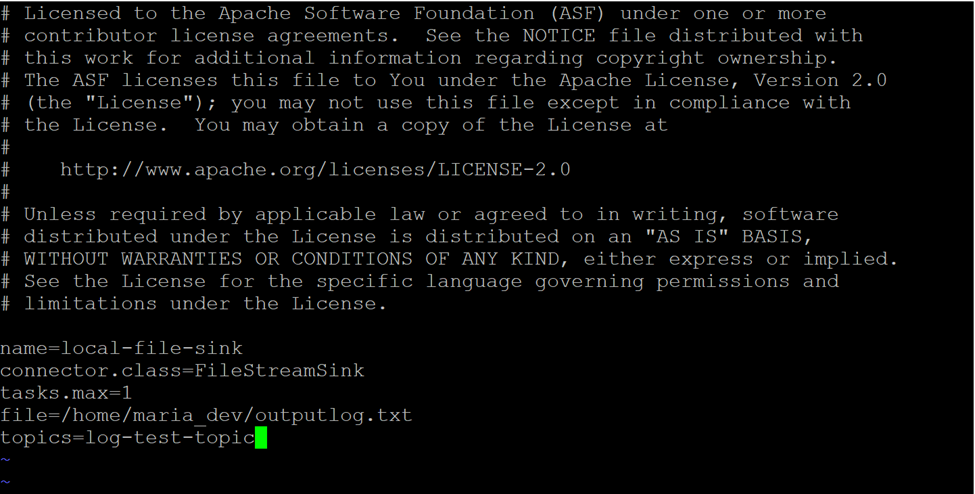 # Licensed to the Apache Software Foundation (ASF) under one or more
# contributor license agreements.  See the NOTICE file distributed with
# this work for additional information regarding copyright ownership.
# The ASF licenses this file to You under the Apache License, Version 2.0
# (the "License"); you may not use this file except in compliance with
# the License.  You may obtain a copy of the License at
#
#    http://www.apache.org/licenses/LICENSE-2.0
#
# Unless required by applicable law or agreed to in writing, software
# distributed under the License is distributed on an "AS IS" BASIS,
# WITHOUT WARRANTIES OR CONDITIONS OF ANY KIND, either express or implied.
# See the License for the specific language governing permissions and
# limitations under the License.

name=local-file-sink
connector.class=FileStreamSink
tasks.max=1
file=/home/maria_dev/outputlog.txt
topics=log-test-topic
~
~